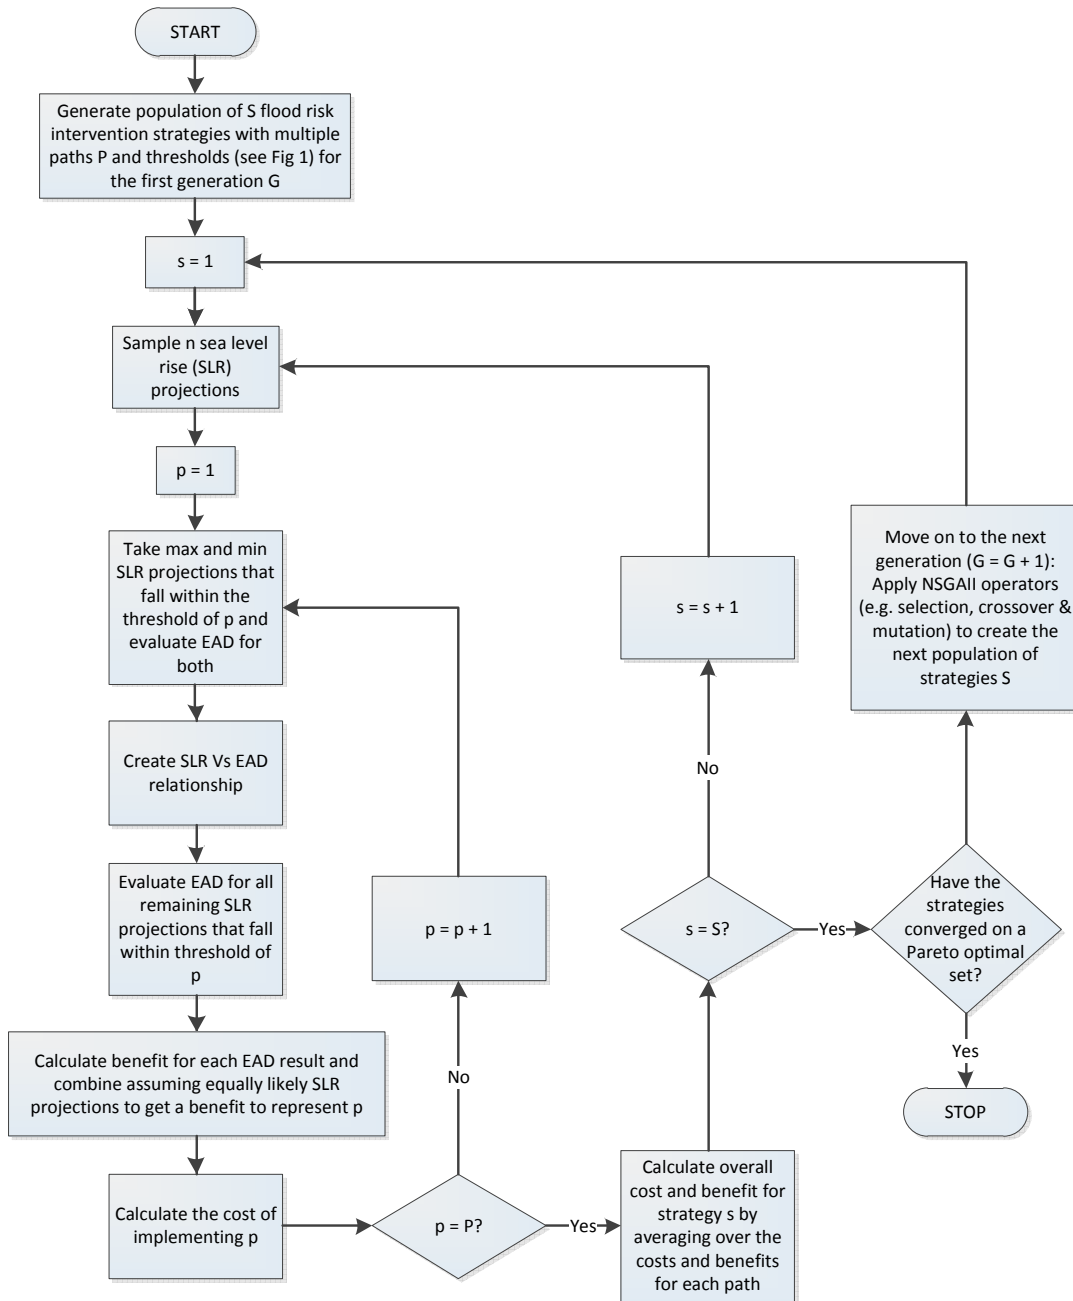 START
Generate population of S flood risk
intervention strategies with multiple
paths P and thresholds (see Fig 1) for
the first generation G
s = 1
Sample n sea level
rise (SLR)
projections
p = 1
Take max and min
SLR projections that
fall within the
threshold of p and
evaluate EAD for
both
Create SLR Vs EAD
relationship
Evaluate EAD for all
remaining SLR
projections that fall
within threshold of
p
Calculate benefit for each EAD result and
combine assuming equally likely SLR
projections to get a benefit to represent p
Calculate the cost of
implementing p
p = P?
No
p = p + 1
Yes
Calculate overall
cost and benefit for
strategy s by
averaging over the
costs and benefits
for each path
s = S?
No
s = s + 1
Yes
Have the
strategies
converged on a
Pareto optimal
set?
Move on to the next
generation (G = G + 1):
Apply NSGAII operators
(e.g. selection, crossover &
mutation) to create the
next population of
strategies S
Yes
STOP